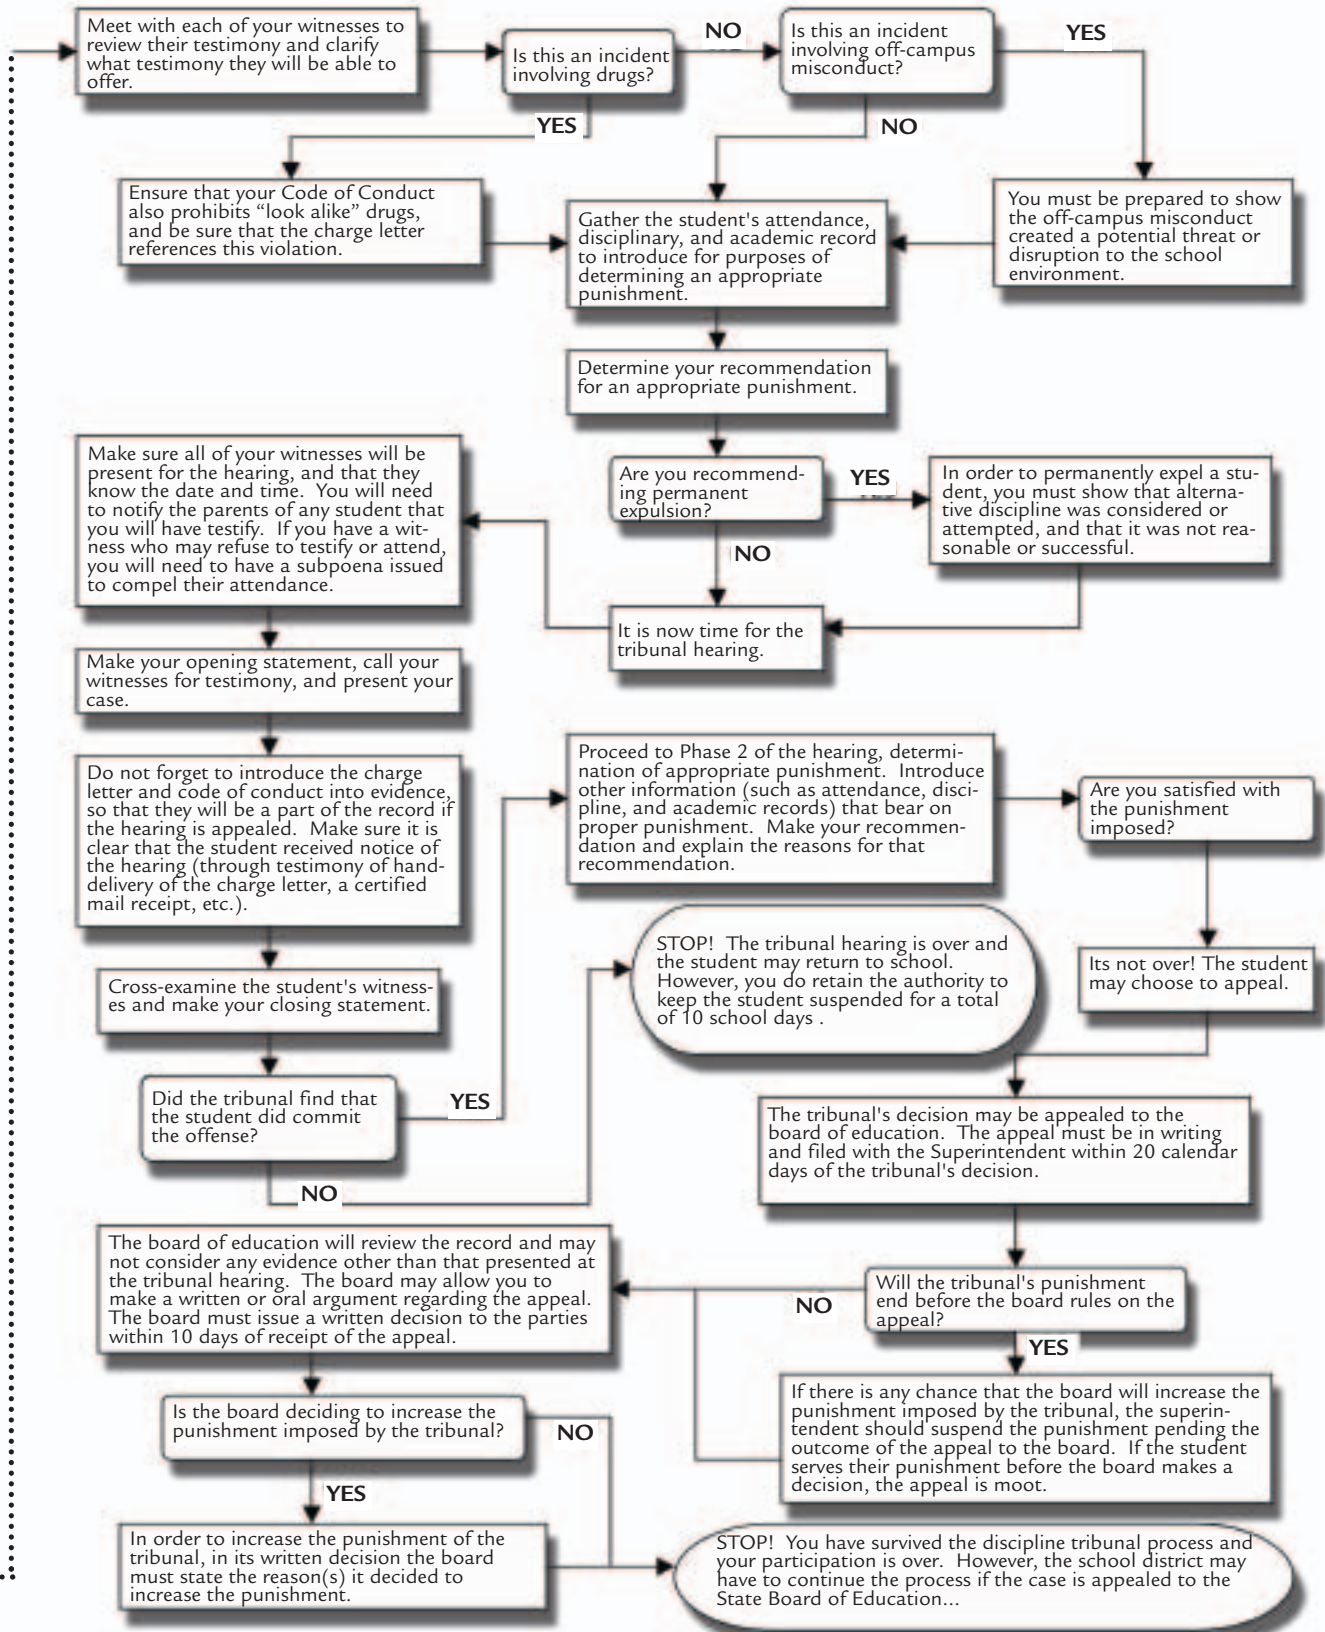 Meet with each of your witnesses to
review their testimony and clarify
what testimony they will be able to
offer.
Is this an incident
involving drugs?
NO
Is this an incident
involving off-campus
misconduct?
YES
YES
NO
Ensure that your Code of Conduct
also prohibits “look alike” drugs,
and be sure that the charge letter
references this violation.
Gather the student's attendance,
disciplinary, and academic record
to introduce for purposes of
determining an appropriate
punishment.
You must be prepared to show
the off-campus misconduct
created a potential threat or
disruption to the school
environment.
Determine your recommendation
for an appropriate punishment.
Are you recommend-
ing permanent
expulsion?
YES
In order to permanently expel a stu-
dent, you must show that alterna-
tive discipline was considered or
attempted, and that it was not rea-
sonable or successful.
NO
It is now time for the
tribunal hearing.
Make sure all of your witnesses will be
present for the hearing, and that they
know the date and time. You will need
to notify the parents of any student that
you will have testify. If you have a wit-
ness who may refuse to testify or attend,
you will need to have a subpoena issued
to compel their attendance.
Make your opening statement, call your
witnesses for testimony, and present your
case.
Do not forget to introduce the charge
letter and code of conduct into evidence,
so that they will be a part of the record if
the hearing is appealed. Make sure it is
clear that the student received notice of
the hearing (through testimony of hand-
delivery of the charge letter, a certified
mail receipt, etc.).
Cross-examine the student's witness-
es and make your closing statement.
Did the tribunal find that
the student did commit
the offense?
YES
NO
Proceed to Phase 2 of the hearing, determi-
nation of appropriate punishment. Introduce
other information (such as attendance, disci-
pline, and academic records) that bear on
proper punishment. Make your recommen-
dation and explain the reasons for that
recommendation.
Are you satisfied with
the punishment
imposed?
STOP! The tribunal hearing is over and
the student may return to school.
However, you do retain the authority to
keep the student suspended for a total
of 10 school days .
Its not over! The student
may choose to appeal.
The tribunal's decision may be appealed to the
board of education. The appeal must be in writing
and filed with the Superintendent within 20 calendar
days of the tribunal's decision.
Will the tribunal's punishment
end before the board rules on the
appeal?
NO
YES
The board of education will review the record and may
not consider any evidence other than that presented at
the tribunal hearing. The board may allow you to
make a written or oral argument regarding the appeal.
The board must issue a written decision to the parties
within 10 days of receipt of the appeal.
If there is any chance that the board will increase the
punishment imposed by the tribunal, the superin-
tendent should suspend the punishment pending the
outcome of the appeal to the board. If the student
serves their punishment before the board makes a
decision, the appeal is moot.
Is the board deciding to increase the
punishment imposed by the tribunal?
NO
YES
In order to increase the punishment of the
tribunal, in its written decision the board
must state the reason(s) it decided to
increase the punishment.
STOP! You have survived the discipline tribunal process and
your participation is over. However, the school district may
have to continue the process if the case is appealed to the
State Board of Education...